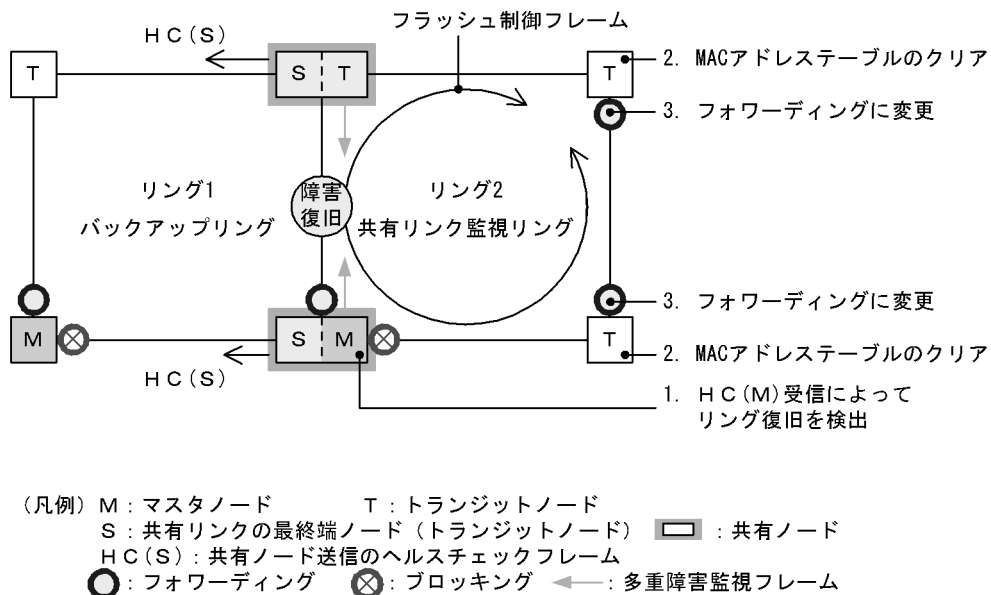 フラッシュ制御フレーム
ＨＣ(Ｓ)
T
S T
T
2. MACアドレステーブルのクリア
3. フォワーディングに変更
リング1
バックアップリング
障害
復旧
リング2
共有リンク監視リング
3. フォワーディングに変更
M
S M
T
2. MACアドレステーブルのクリア
ＨＣ(Ｓ)
1. ＨＣ(Ｍ)受信によって
リング復旧を検出
（凡例）Ｍ：マスタノード Ｔ：トランジットノード
Ｓ：共有リンクの最終端ノード（トランジットノード） ：共有ノード
ＨＣ(Ｓ)：共有ノード送信のヘルスチェックフレーム
：フォワーディング ：ブロッキング ：多重障害監視フレーム